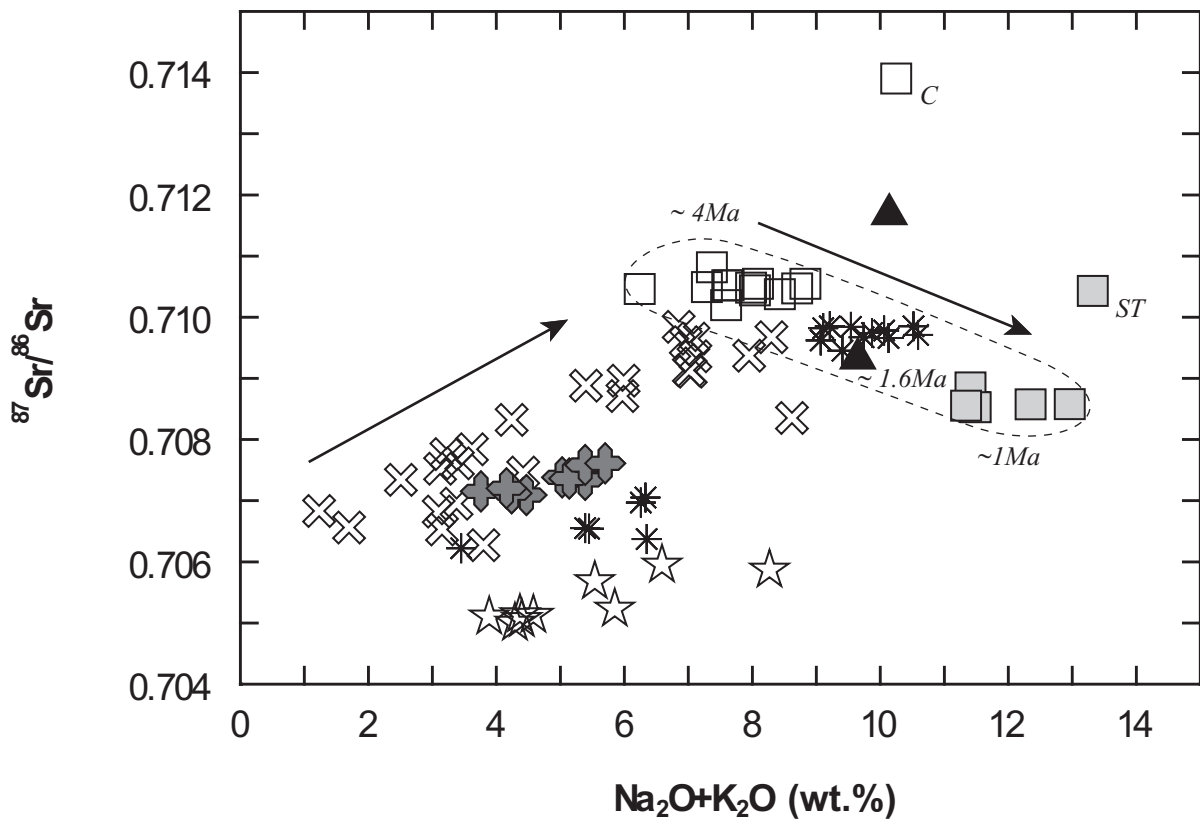 0.714
C
0.712
~ 4Ma
ST
0.710
~ 1.6Ma
0.708
~1Ma
0.706
0.704
87Sr/86Sr
0 2 4 6 8 10 12 14
Na2O+K2O (wt.%)